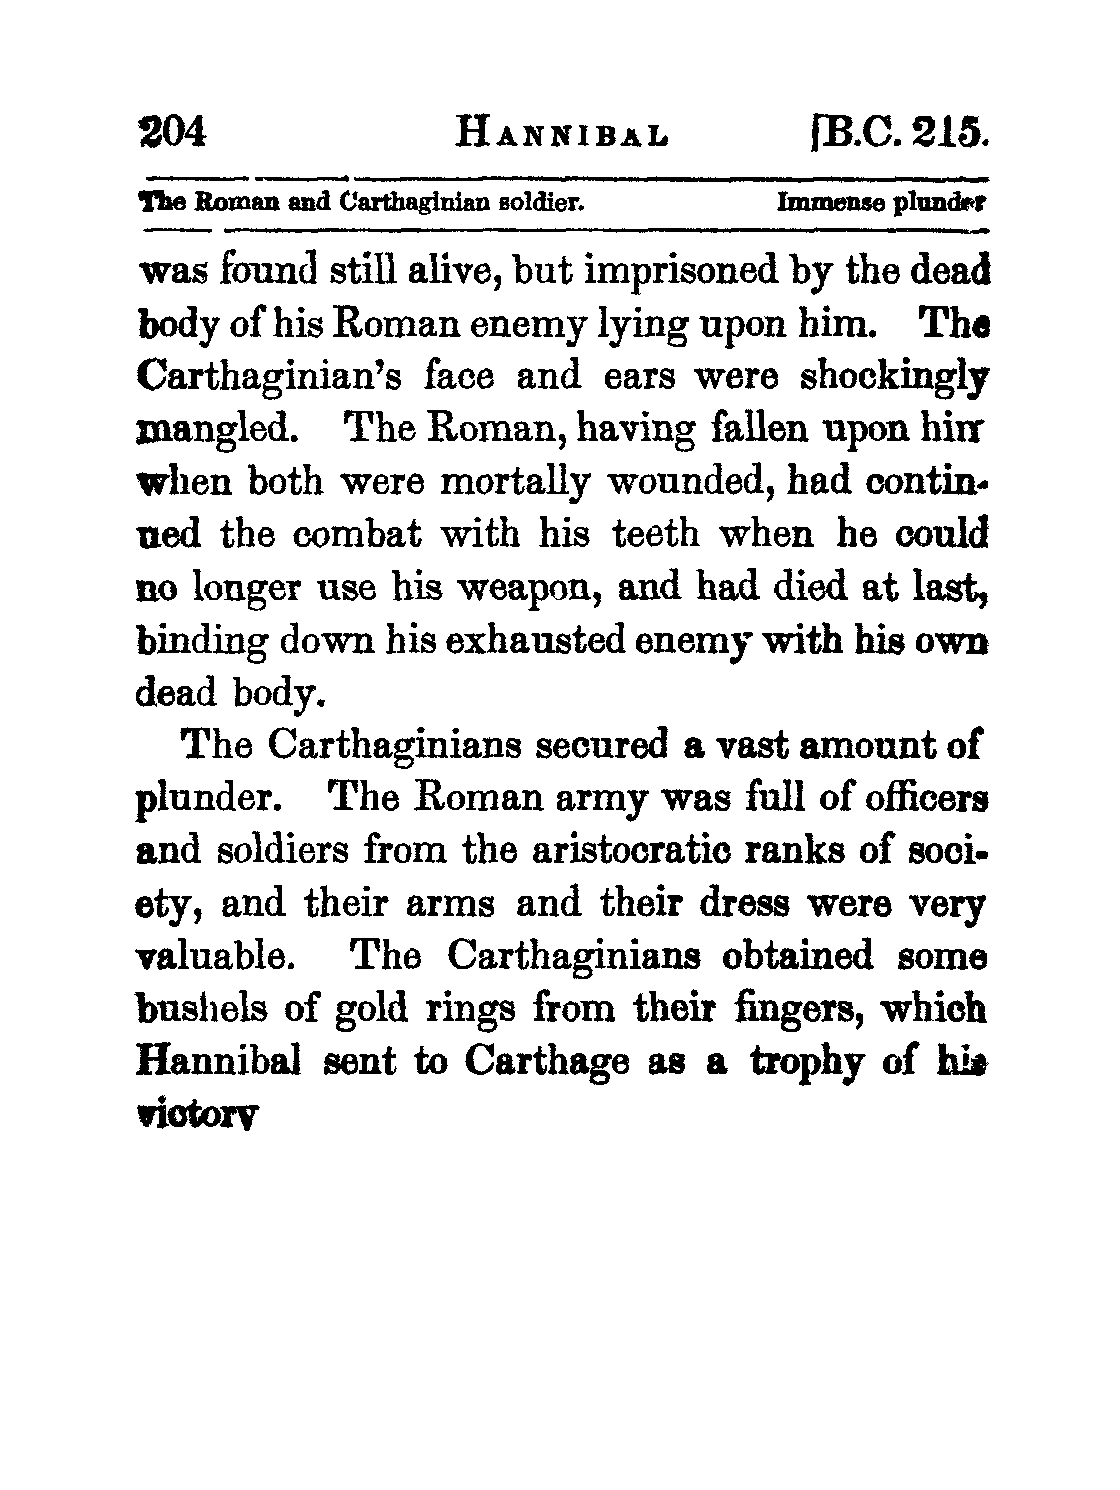 204 HANNIBAL [B.C. 215.
The Roman and Carthaginian soldier. Immense plunder
was found still alive, but imprisoned by the dead
body of his Roman enemy lying upon him. The
Carthaginian's face and ears were shockingly
mangled. The Roman, having fallen upon him
when both were mortally wounded, had contin-
ued the combat with his teeth when he could
no longer use his weapon, and had died at last,
binding down his exhausted enemy with his own
dead body.
The Carthaginians secured a vast amount of
plunder. The Roman army was full of officers
and soldiers from the aristocratic ranks of soci-
ety, and their arms and their dress were very
valuable. The Carthaginians obtained some
bushels of gold rings from their fingers, which
Hannibal sent to Carthage as a trophy of his
victory